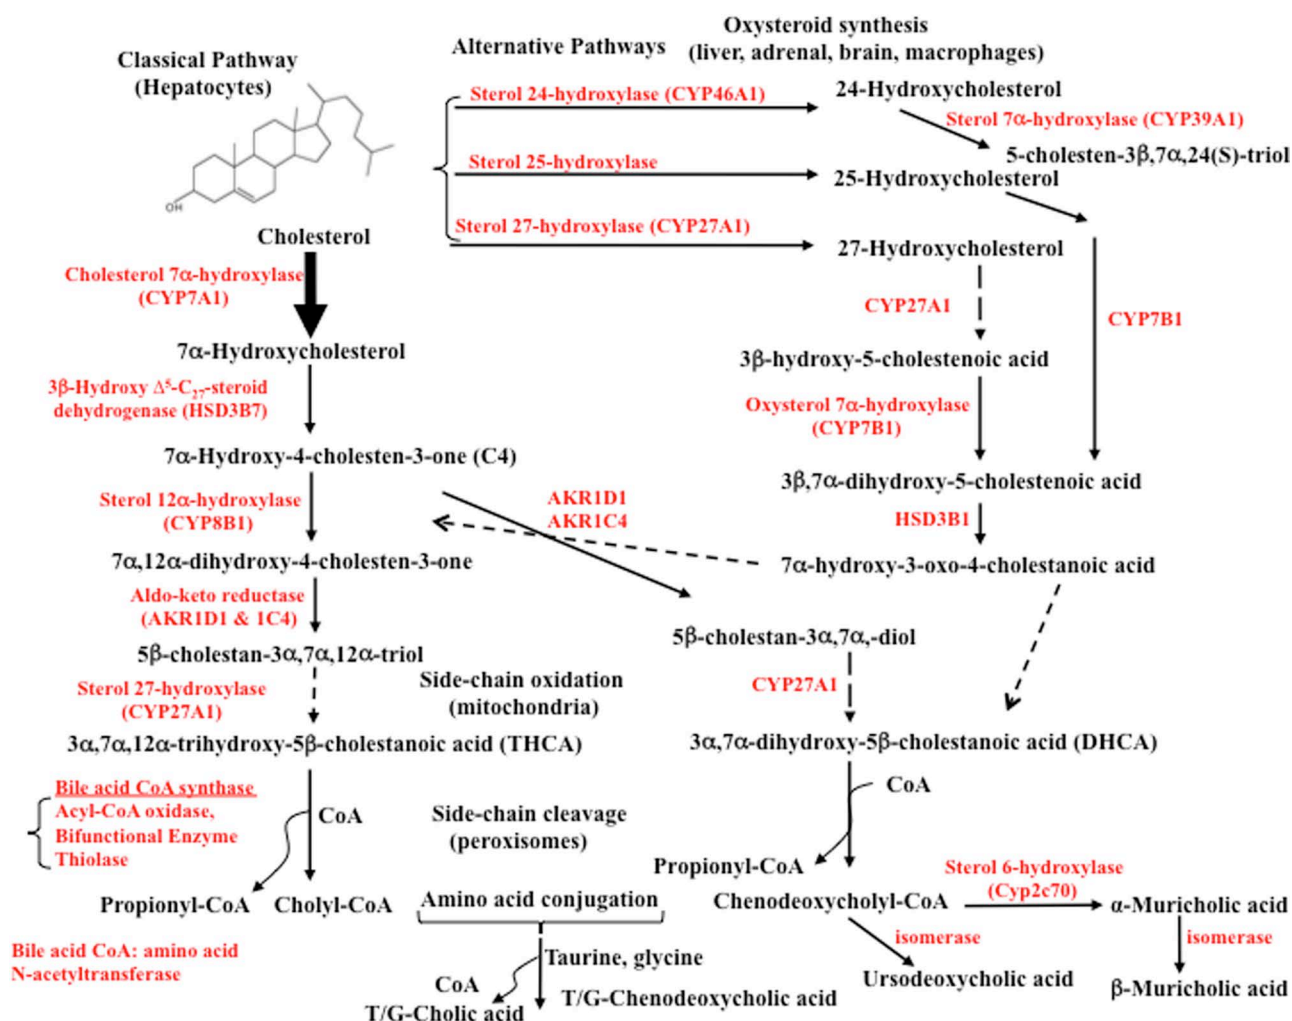 Classical Pathway
(Hepatocytes)
OH
Cholesterol
Cholesterol 7α-hydroxylase
(CYP7A1)
7α-Hydroxycholesterol
3β-Hydroxy Δ⁵-C₂₇-steroid
dehydrogenase (HSD3B7)
7α-Hydroxy-4-cholesten-3-one (C4)
Sterol 12α-hydroxylase
(CYP8B1)
7α,12α-dihydroxy-4-cholesten-3-one
Aldo-keto reductase
(AKR1D1 & 1C4)
5β-cholestan-3α,7α,12α-triol
Sterol 27-hydroxylase
(CYP27A1)
3α,7α,12α-trihydroxy-5β-cholestanoic acid (THCA)
Bile acid CoA synthase
Acyl-CoA oxidase,
Bifunctional Enzyme
Thiolase
CoA
Propionyl-CoA
Cholyl-CoA
Bile acid CoA: amino acid
N-acetyltransferase
Alternative Pathways
Oxysteroid synthesis
(liver, adrenal, brain, macrophages)
Sterol 24-hydroxylase (CYP46A1)
24-Hydroxycholesterol
Sterol 7α-hydroxylase (CYP39A1)
5-cholesten-3β,7α,24(S)-triol
Sterol 25-hydroxylase
25-Hydroxycholesterol
Sterol 27-hydroxylase (CYP27A1)
27-Hydroxycholesterol
CYP27A1
CYP7B1
3β-hydroxy-5-cholestenoic acid
Oxysterol 7α-hydroxylase
(CYP7B1)
3β,7α-dihydroxy-5-cholestenoic acid
HSD3B1
7α-hydroxy-3-oxo-4-cholestanoic acid
AKR1D1
AKR1C4
5β-cholestan-3α,7α,-diol
CYP27A1
3α,7α-dihydroxy-5β-cholestanoic acid (DHCA)
CoA
Propionyl-CoA
Chenodeoxycholyl-CoA
Sterol 6-hydroxylase
(Cyp2c70)
α-Muricholic acid
isomerase
Ursodeoxycholic acid
isomerase
β-Muricholic acid
Side-chain oxidation
(mitochondria)
Side-chain cleavage
(peroxisomes)
Amino acid conjugation
Taurine, glycine
CoA
T/G-Cholic acid
T/G-Chenodeoxycholic acid